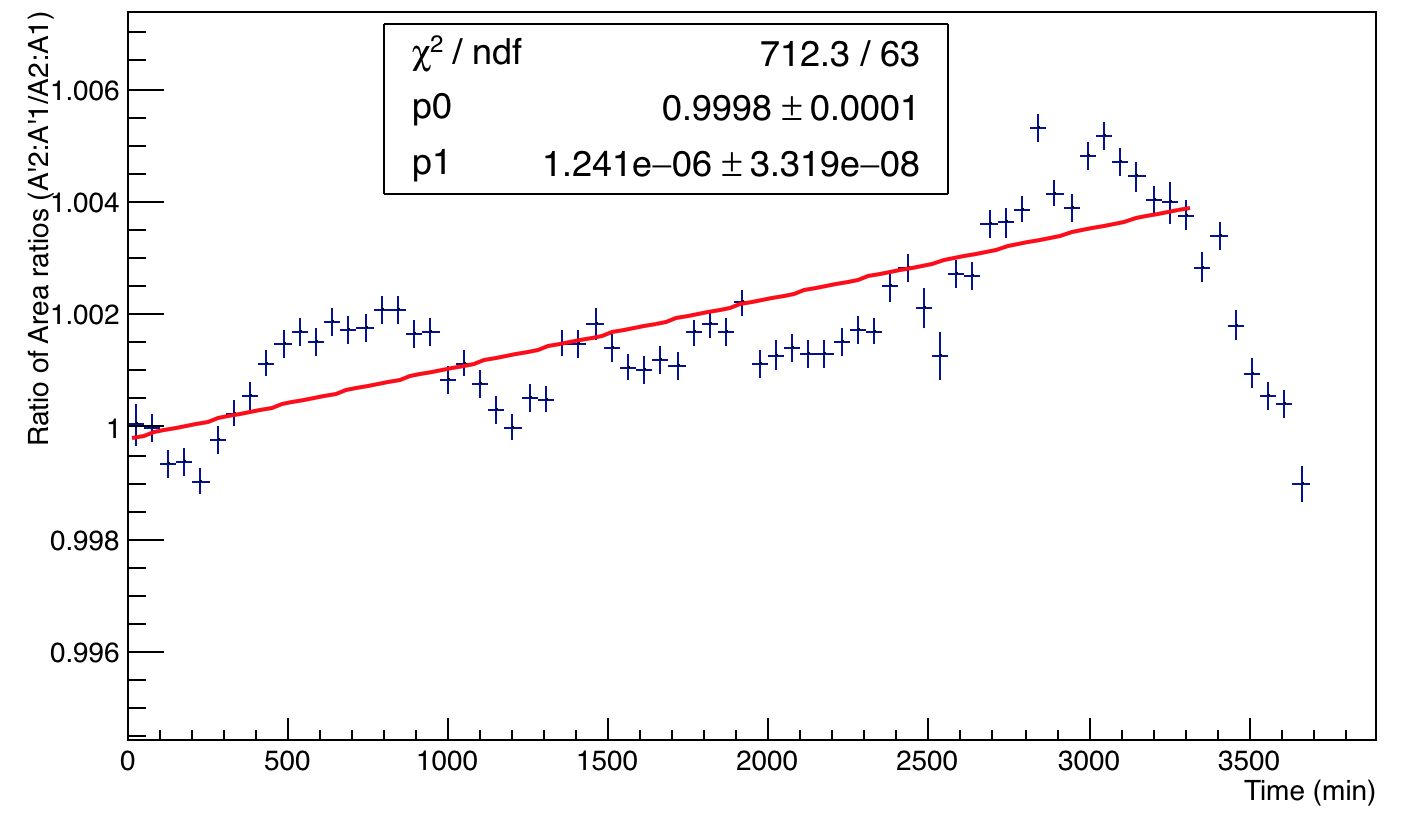 Ratio of Area ratios (A'2:A'1/A2:A1)
χ² / ndf 712.3 / 63
p0 0.9998 ± 0.0001
p1 1.241e−06 ± 3.319e−08
1.006
1.004
1.002
1
0.998
0.996
0 500 1000 1500 2000 2500 3000 3500
Time (min)